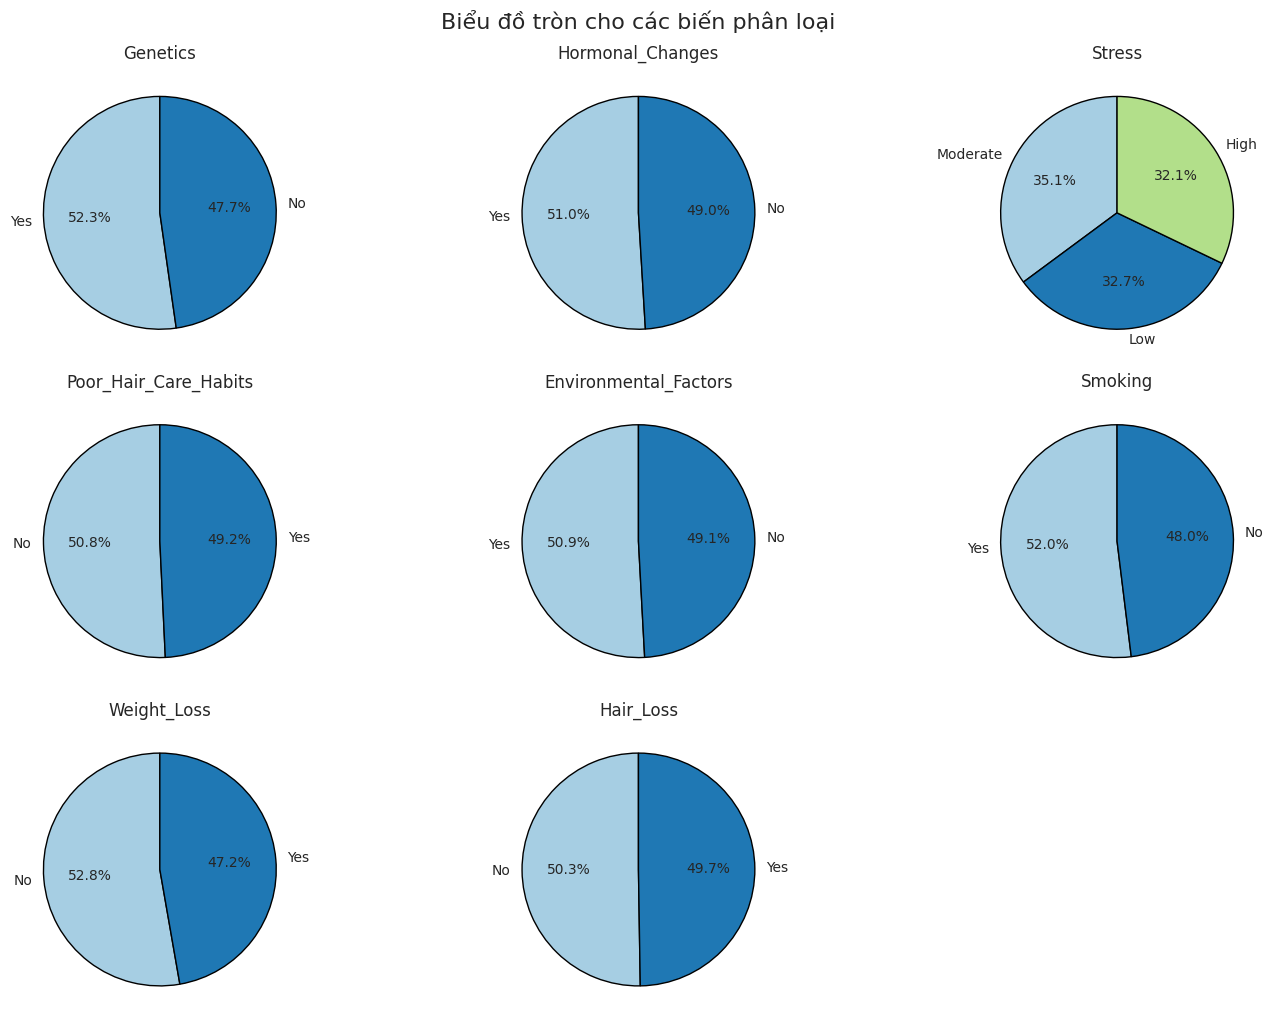 Biểu đồ tròn cho các biến phân loại
Genetics
Yes
52.3%
47.7%
No
Hormonal_Changes
Yes
51.0%
49.0%
No
Stress
Moderate
35.1%
32.1%
High
32.7%
Low
Poor_Hair_Care_Habits
No
50.8%
49.2%
Yes
Environmental_Factors
Yes
50.9%
49.1%
No
Smoking
Yes
52.0%
48.0%
No
Weight_Loss
No
52.8%
47.2%
Yes
Hair_Loss
No
50.3%
49.7%
Yes